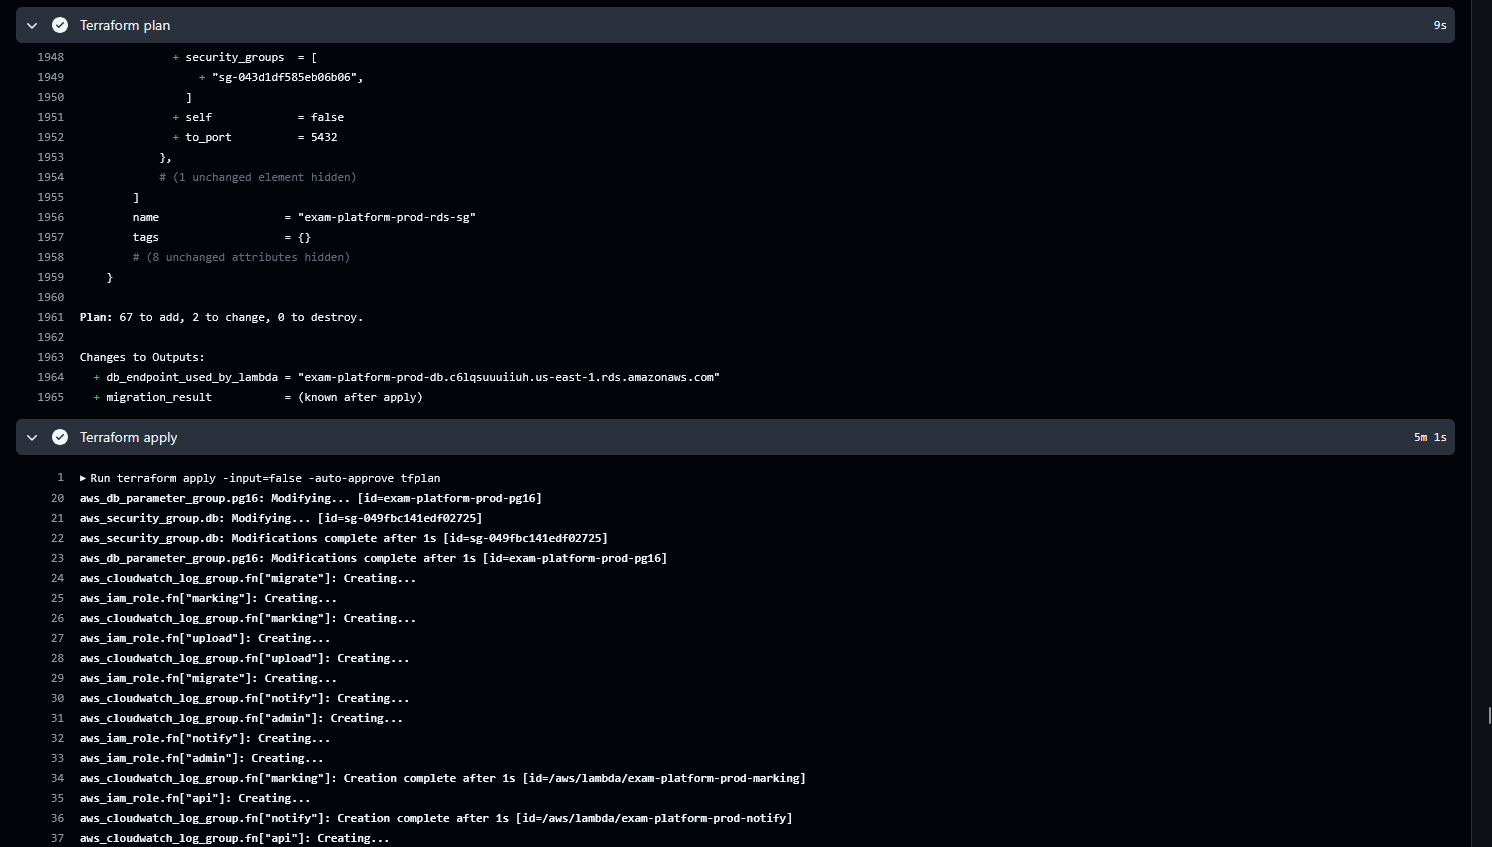 Terraform plan 9s
1948 + security_groups = [
1949 + "sg-043d1df585eb06b06",
1950 ]
1951 + self = false
1952 + to_port = 5432
1953 },
1954 # (1 unchanged element hidden)
1955 ]
1956 name = "exam-platform-prod-rds-sg"
1957 tags = {}
1958 # (8 unchanged attributes hidden)
1959 }
1960
1961 Plan: 67 to add, 2 to change, 0 to destroy.
1962
1963 Changes to Outputs:
1964 + db_endpoint_used_by_lambda = "exam-platform-prod-db.c6lqsuuuiiuh.us-east-1.rds.amazonaws.com"
1965 + migration_result = (known after apply)
Terraform apply 5m 1s
1 ▶ Run terraform apply -input=false -auto-approve tfplan
20 aws_db_parameter_group.pg16: Modifying... [id=exam-platform-prod-pg16]
21 aws_security_group.db: Modifying... [id=sg-049fbc141edf02725]
22 aws_security_group.db: Modifications complete after 1s [id=sg-049fbc141edf02725]
23 aws_db_parameter_group.pg16: Modifications complete after 1s [id=exam-platform-prod-pg16]
24 aws_cloudwatch_log_group.fn["migrate"]: Creating...
25 aws_iam_role.fn["marking"]: Creating...
26 aws_cloudwatch_log_group.fn["marking"]: Creating...
27 aws_iam_role.fn["upload"]: Creating...
28 aws_cloudwatch_log_group.fn["upload"]: Creating...
29 aws_iam_role.fn["migrate"]: Creating...
30 aws_cloudwatch_log_group.fn["notify"]: Creating...
31 aws_cloudwatch_log_group.fn["admin"]: Creating...
32 aws_iam_role.fn["notify"]: Creating...
33 aws_iam_role.fn["admin"]: Creating...
34 aws_cloudwatch_log_group.fn["marking"]: Creation complete after 1s [id=/aws/lambda/exam-platform-prod-marking]
35 aws_iam_role.fn["api"]: Creating...
36 aws_cloudwatch_log_group.fn["notify"]: Creation complete after 1s [id=/aws/lambda/exam-platform-prod-notify]
37 aws_cloudwatch_log_group.fn["api"]: Creating...